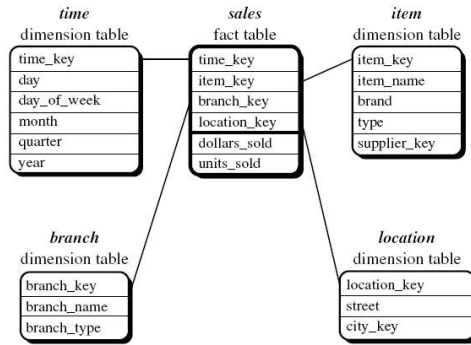 time
dimension table
time_key
day
day_of_week
month
quarter
year
sales
fact table
time_key
item_key
branch_key
location_key
dollars_sold
units_sold
item
dimension table
item_key
item_name
brand
type
supplier_key
branch
dimension table
branch_key
branch_name
branch_type
location
dimension table
location_key
street
city_key